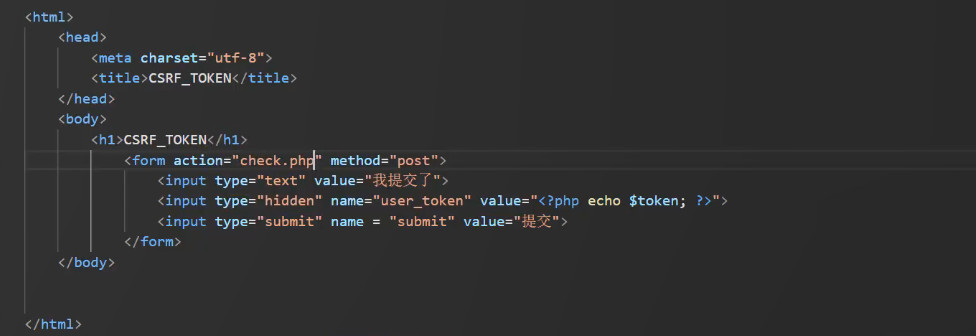 <html>
<head>
<meta charset="utf-8">
<title>CSRF_TOKEN</title>
</head>
<body>
<h1>CSRF_TOKEN</h1>
<form action="check.php" method="post">
<input type="text" value="我提交了">
<input type="hidden" name="user_token" value="<?php echo $token; ?>">
<input type="submit" name = "submit" value="提交">
</form>
</body>
</html>